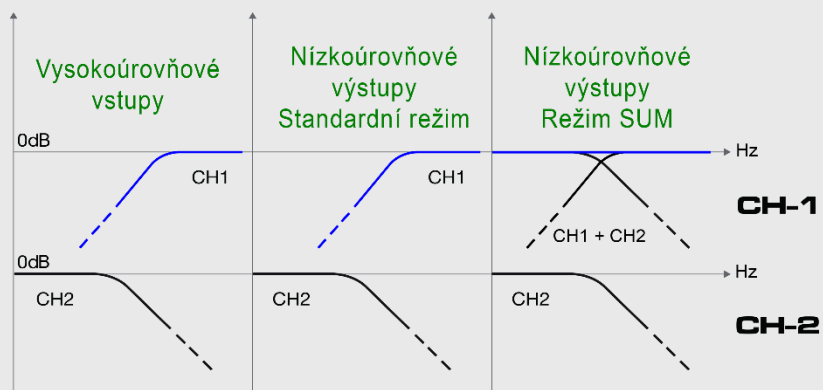 Vysokoúrovňové
vstupy
Nízkoúrovňové
výstupy
Standardní režim
Nízkoúrovňové
výstupy
Režim SUM
0dB
Hz
CH1
CH1
CH1 + CH2
CH-1
0dB
Hz
CH2
CH2
CH2
CH-2